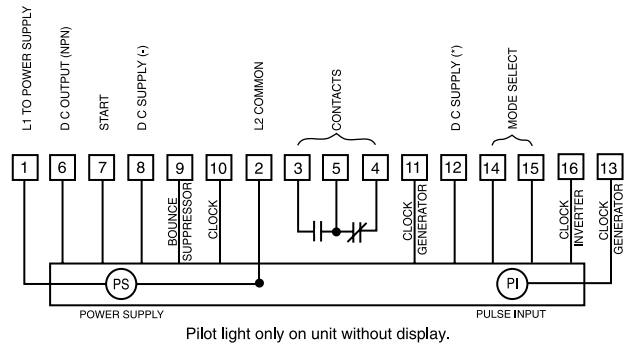 L1 TO POWER SUPPLY
D C OUTPUT (NPN)
START
D C SUPPLY (-)
L2 COMMON
CONTACTS
D C SUPPLY (*)
MODE SELECT
1 6 7 8 9 10 2 3 5 4 11 12 14 15 16 13
BOUNCE
SUPPRESSOR
CLOCK
CLOCK
GENERATOR
CLOCK
INVERTER
CLOCK
GENERATOR
PS
PI
POWER SUPPLY
PULSE INPUT
Pilot light only on unit without display.